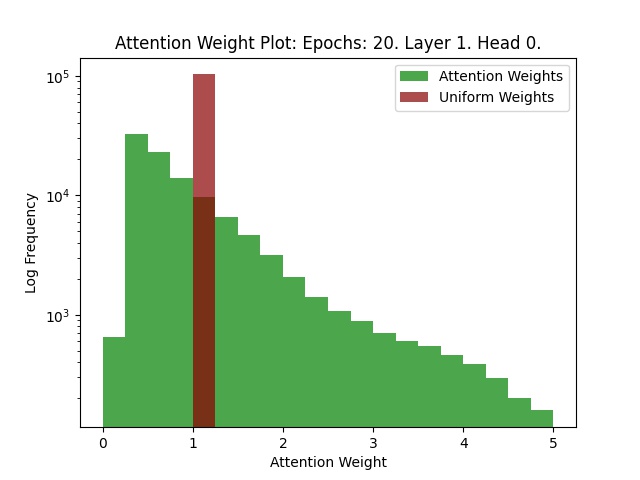 Attention Weight Plot: Epochs: 20. Layer 1. Head 0.
Attention Weights
Uniform Weights
10^5
10^4
10^3
Log Frequency
0 1 2 3 4 5
Attention Weight